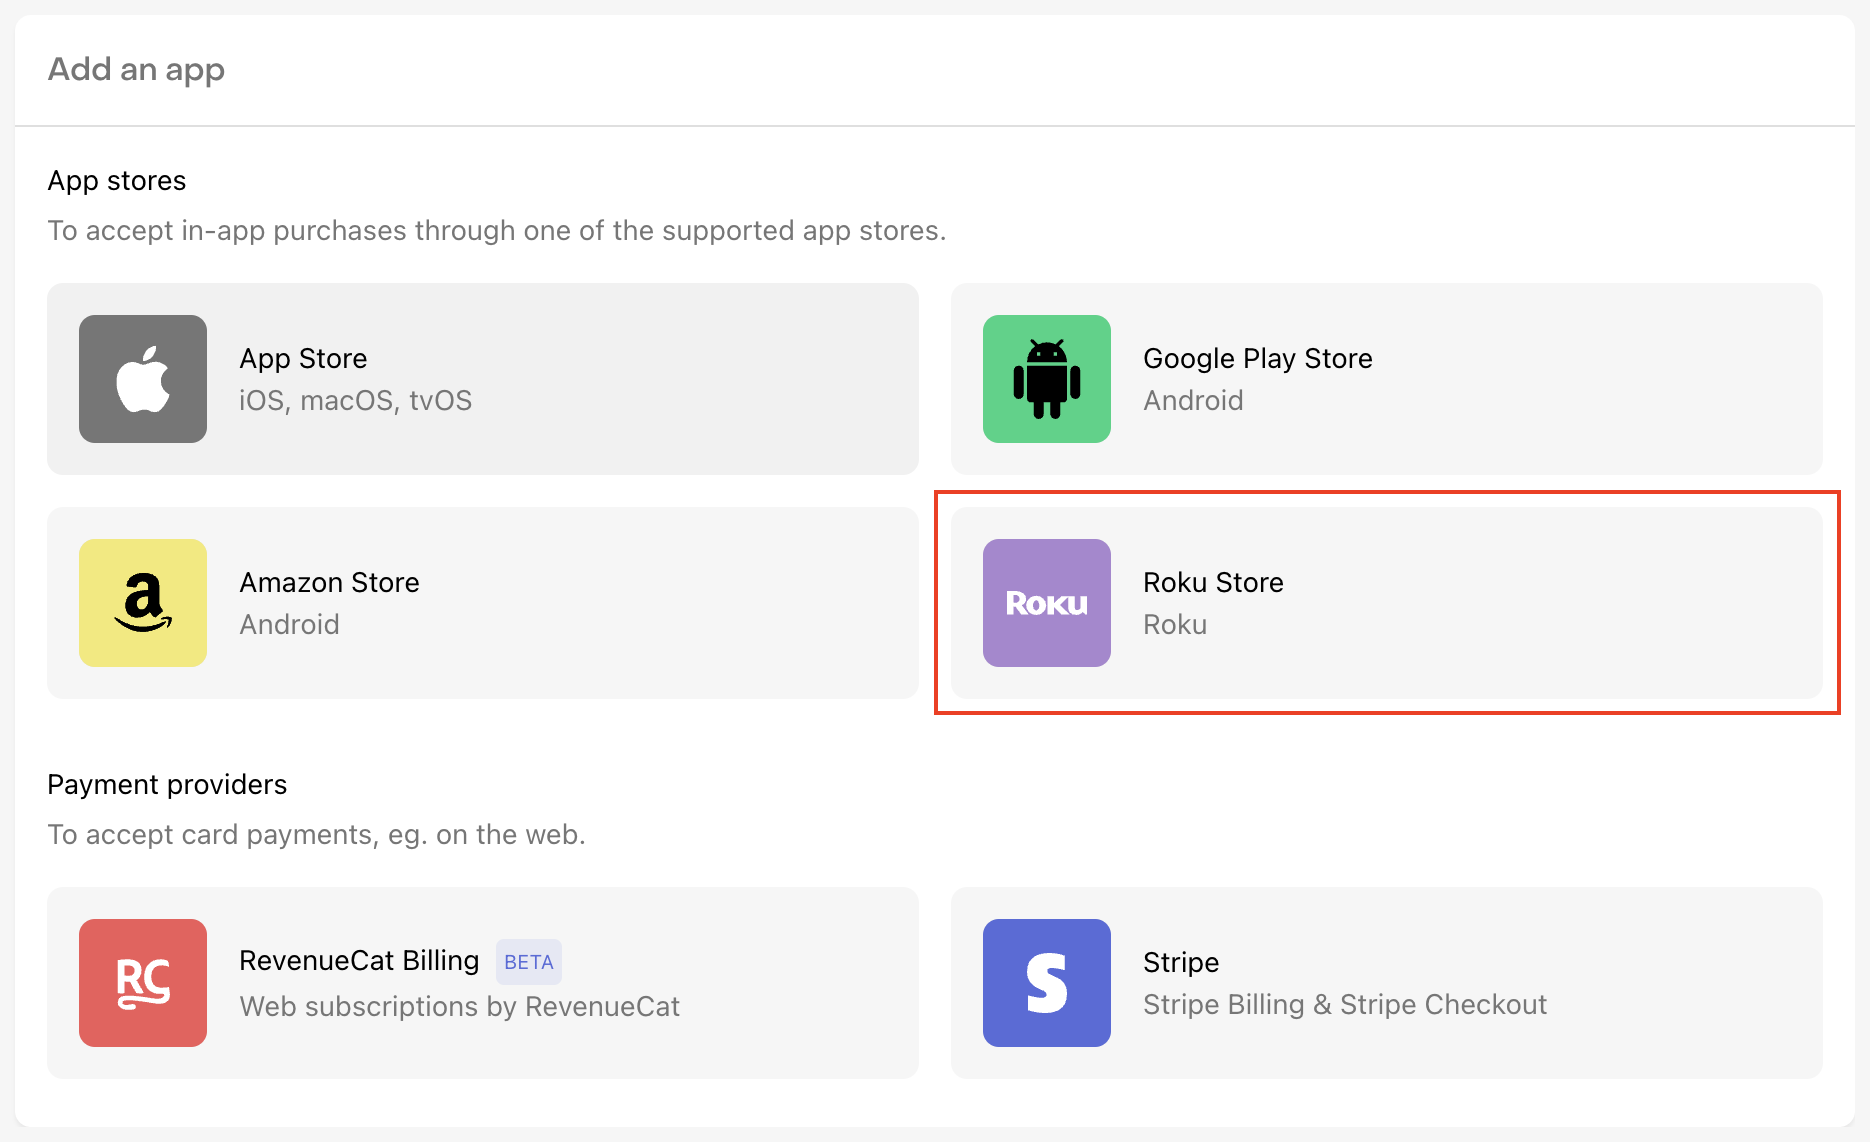 Add an app
App stores
To accept in-app purchases through one of the supported app stores.
App Store
iOS, macOS, tvOS
Google Play Store
Android
a
Amazon Store
Android
Roku
Roku Store
Roku
Payment providers
To accept card payments, eg. on the web.
RC
RevenueCat Billing BETA
Web subscriptions by RevenueCat
S
Stripe
Stripe Billing & Stripe Checkout